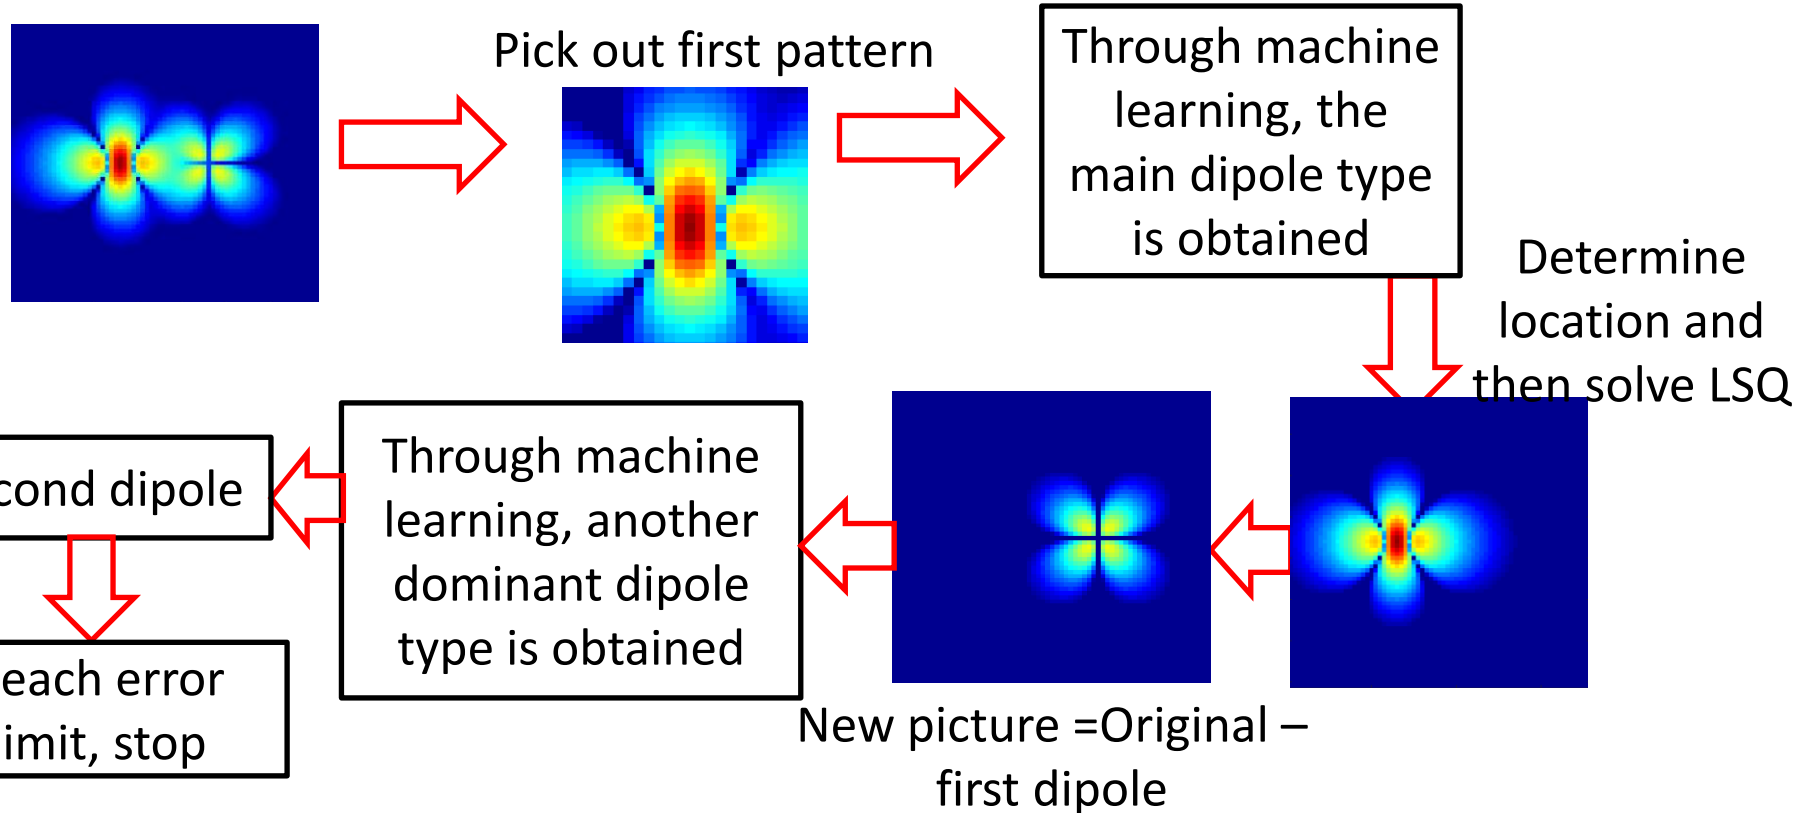 Pick out first pattern
Through machine
learning, the
main dipole type
is obtained
Determine
location and
then solve LSQ
New picture =Original –
first dipole
Through machine
learning, another
dominant dipole
type is obtained
cond dipole
each error
imit, stop